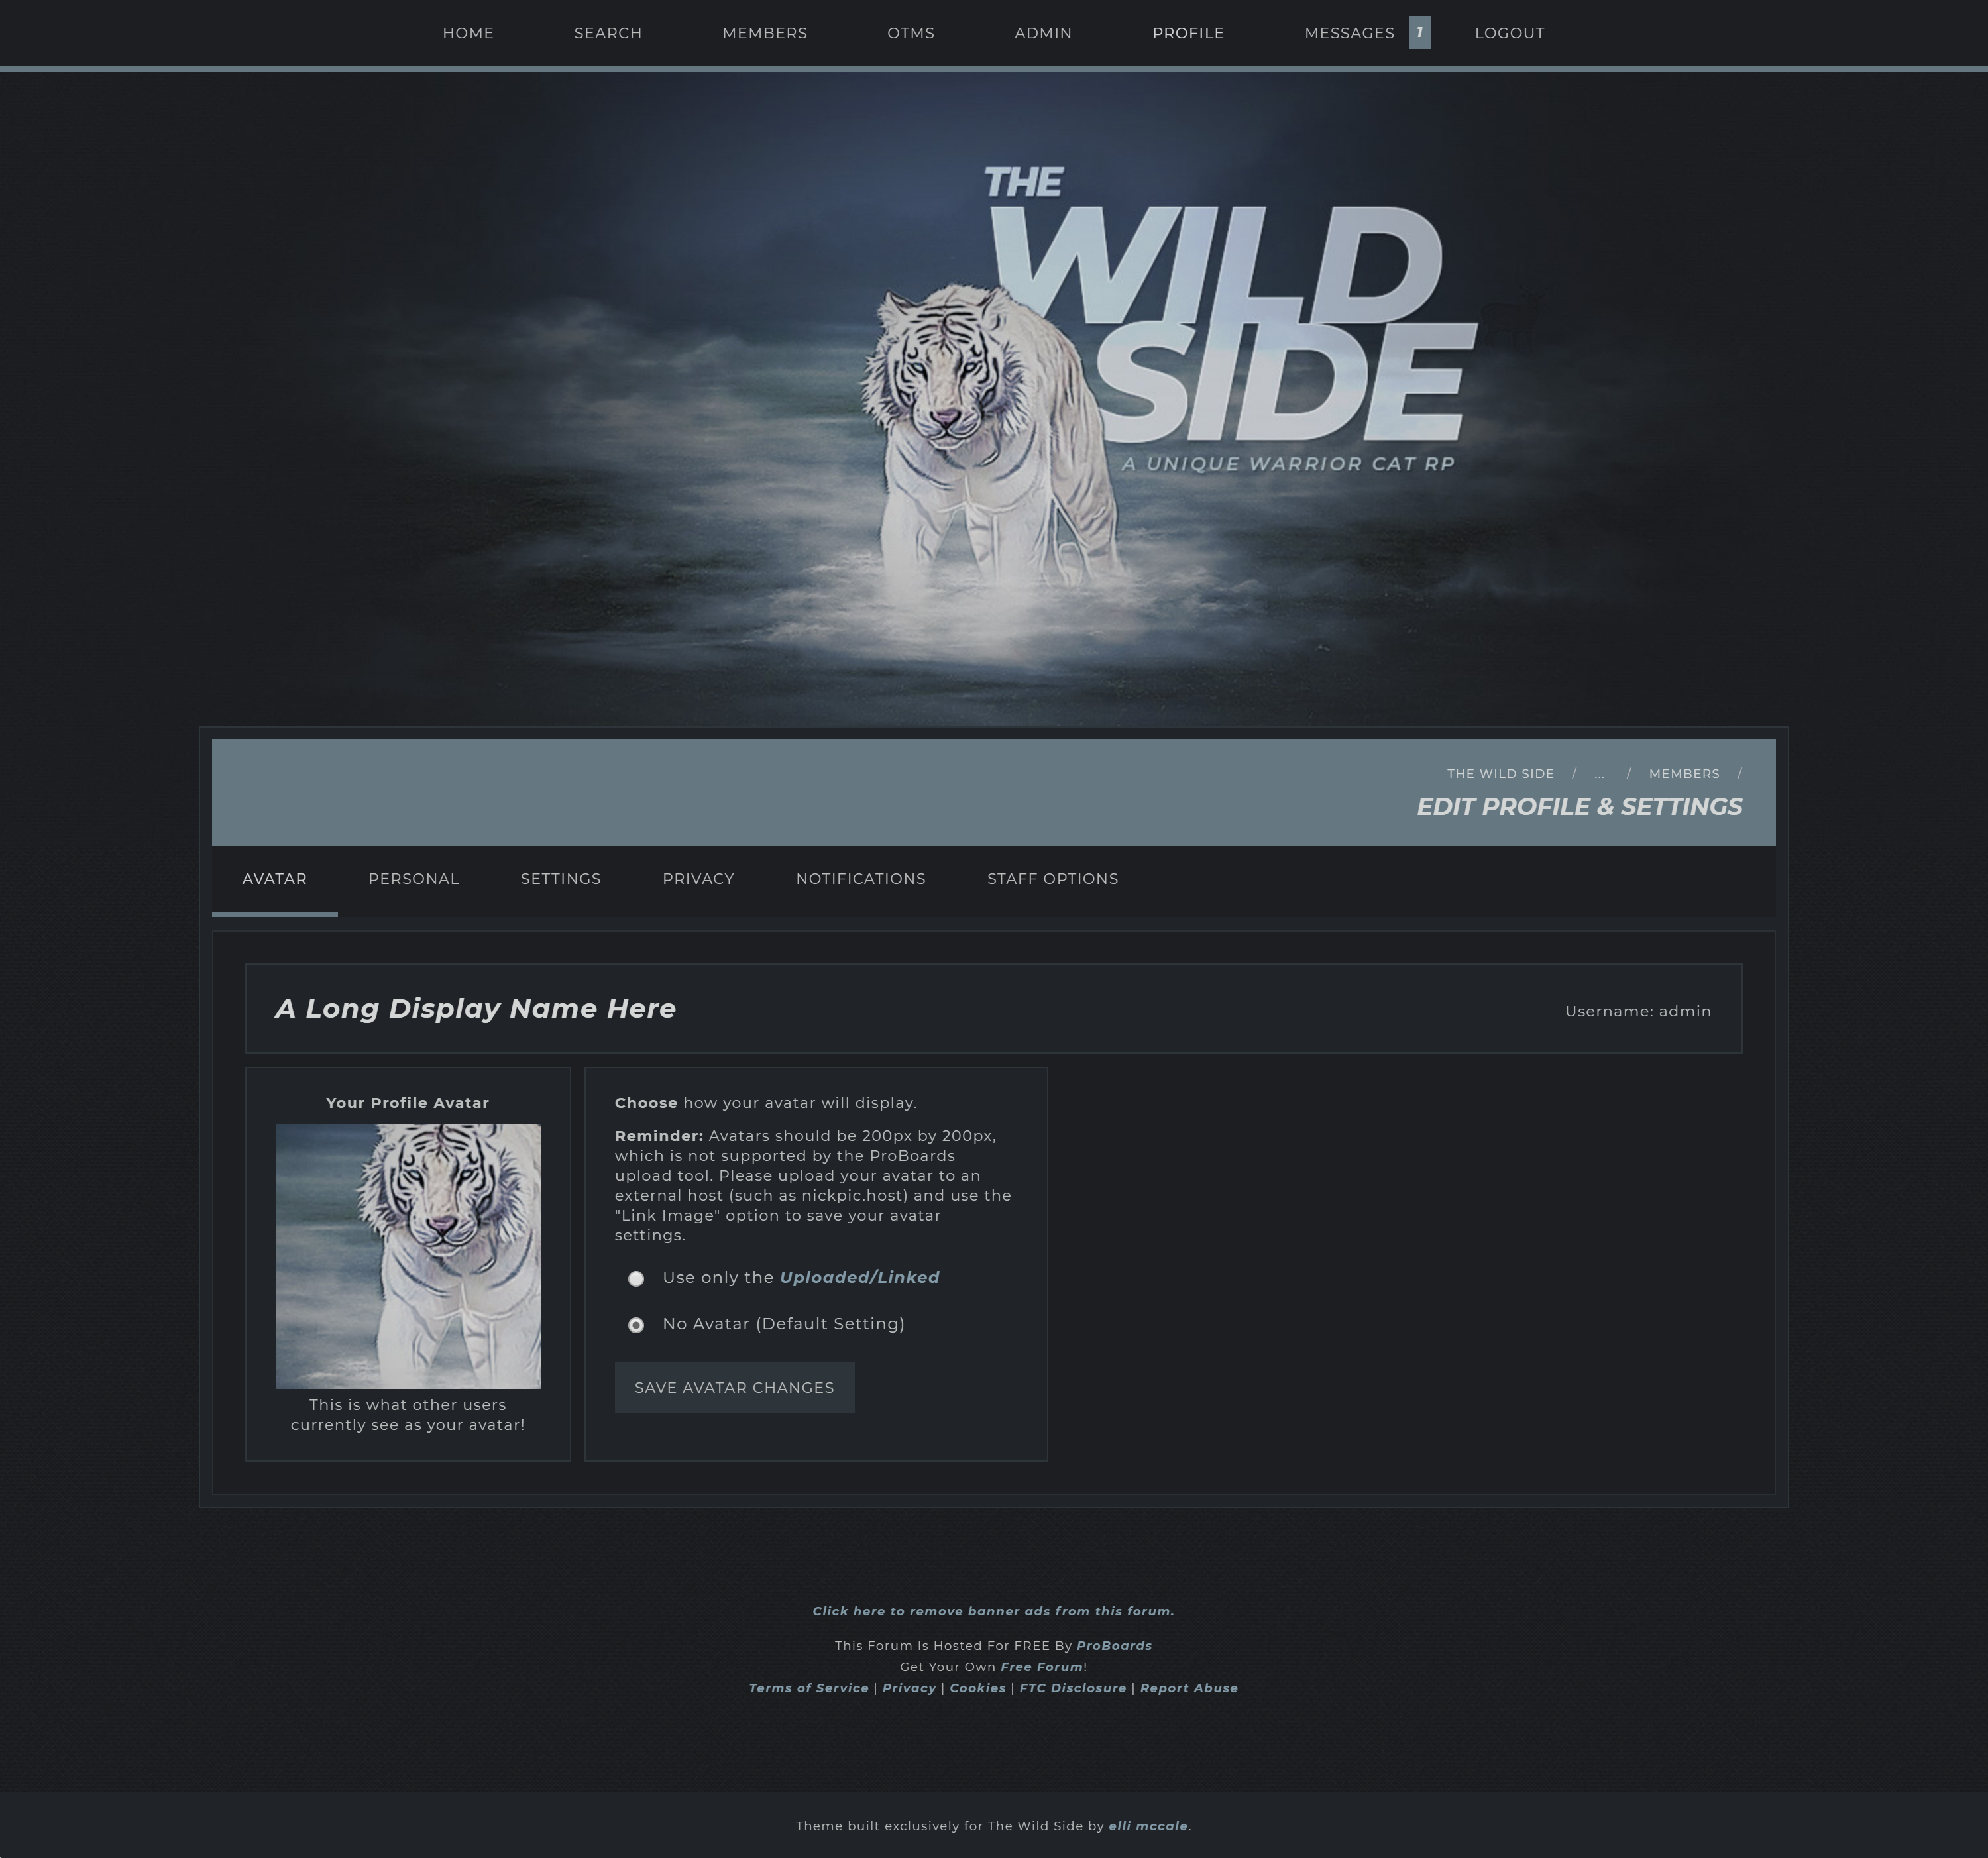 HOME SEARCH MEMBERS OTMS ADMIN PROFILE MESSAGES 1 LOGOUT
THE
WILD
SIDE
A UNIQUE WARRIOR CAT RP
THE WILD SIDE / ... / MEMBERS /
EDIT PROFILE & SETTINGS
AVATAR PERSONAL SETTINGS PRIVACY NOTIFICATIONS STAFF OPTIONS
A Long Display Name Here
Username: admin
Your Profile Avatar
This is what other users
currently see as your avatar!
Choose how your avatar will display.
Reminder: Avatars should be 200px by 200px,
which is not supported by the ProBoards
upload tool. Please upload your avatar to an
external host (such as nickpic.host) and use the
"Link Image" option to save your avatar
settings.
Use only the Uploaded/Linked
No Avatar (Default Setting)
SAVE AVATAR CHANGES
Click here to remove banner ads from this forum.
This Forum Is Hosted For FREE By ProBoards
Get Your Own Free Forum!
Terms of Service | Privacy | Cookies | FTC Disclosure | Report Abuse
Theme built exclusively for The Wild Side by elli mccale.